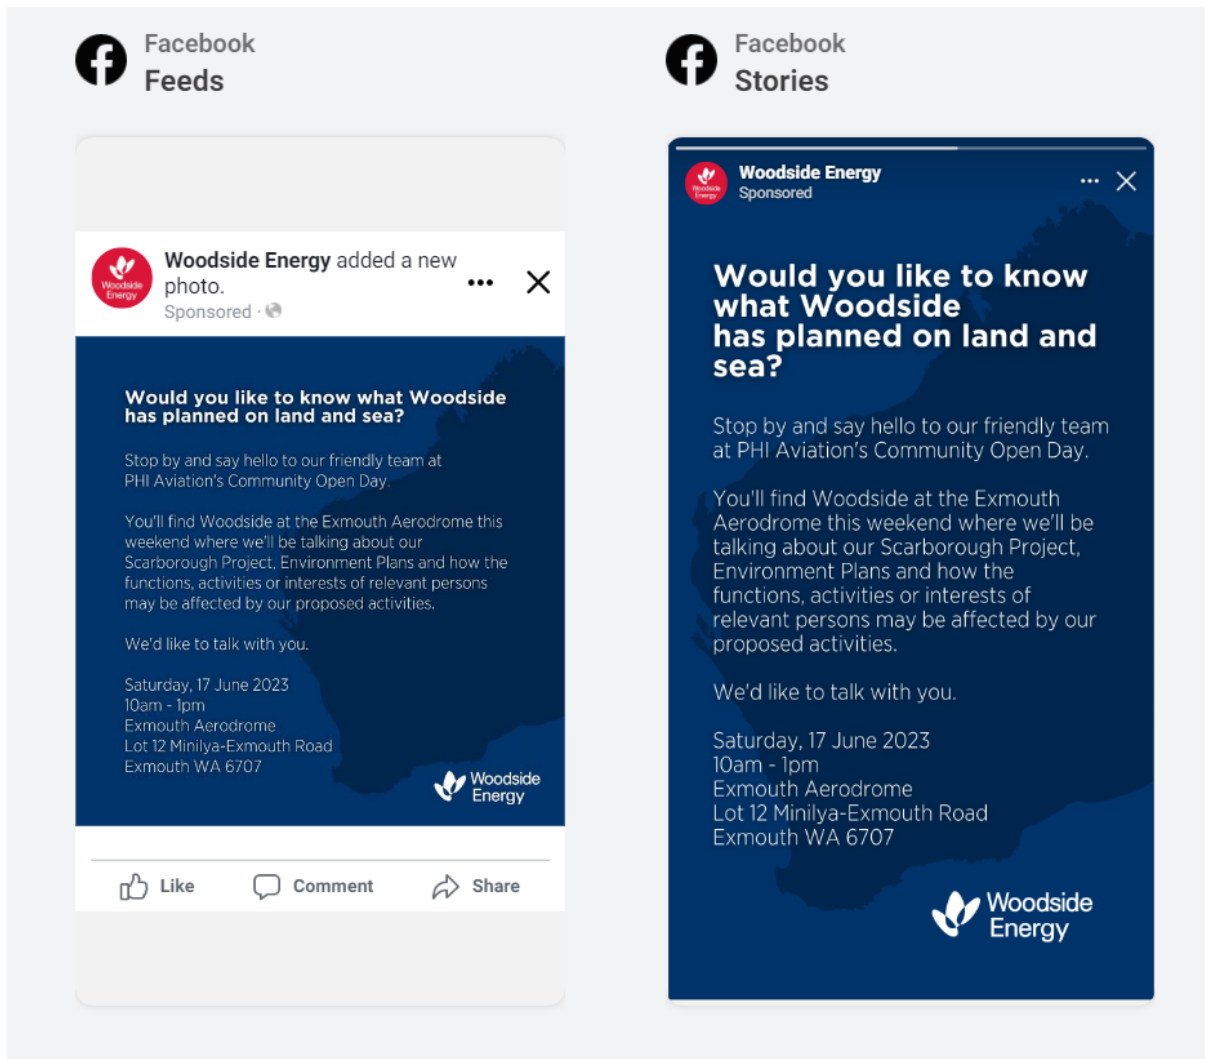 Facebook
Feeds
Woodside Energy added a new
photo.
Sponsored ·
Woodside
Energy
Would you like to know what Woodside
has planned on land and sea?
Stop by and say hello to our friendly team at
PHI Aviation's Community Open Day.
You'll find Woodside at the Exmouth Aerodrome this
weekend where we'll be talking about our
Scarborough Project, Environment Plans and how the
functions, activities or interests of relevant persons
may be affected by our proposed activities.
We'd like to talk with you.
Saturday, 17 June 2023
10am - 1pm
Exmouth Aerodrome
Lot 12 Minilya-Exmouth Road
Exmouth WA 6707
Woodside
Energy
Like
Comment
Share
Facebook
Stories
Woodside Energy
Sponsored
Woodside
Energy
Would you like to know
what Woodside
has planned on land and
sea?
Stop by and say hello to our friendly team
at PHI Aviation's Community Open Day.
You'll find Woodside at the Exmouth
Aerodrome this weekend where we'll be
talking about our Scarborough Project,
Environment Plans and how the
functions, activities or interests of
relevant persons may be affected by our
proposed activities.
We'd like to talk with you.
Saturday, 17 June 2023
10am - 1pm
Exmouth Aerodrome
Lot 12 Minilya-Exmouth Road
Exmouth WA 6707
Woodside
Energy